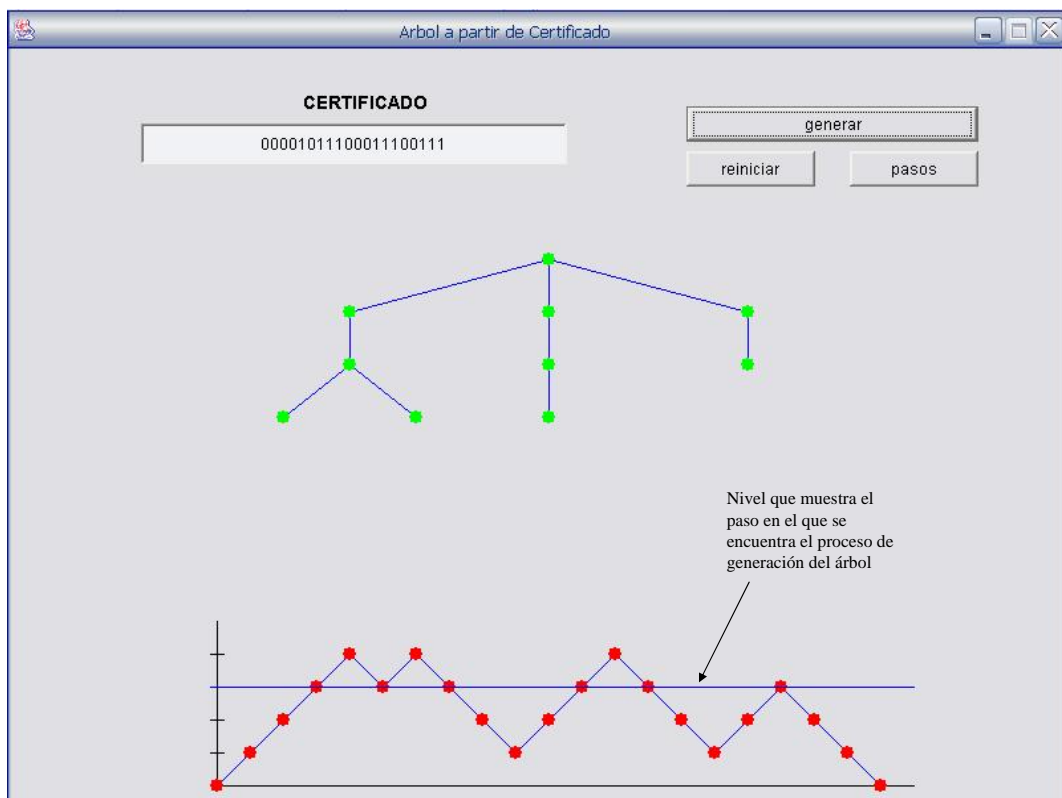 Arbol a partir de Certificado
CERTIFICADO
00001011100011100111
generar
reiniciar
pasos
Nivel que muestra el
paso en el que se
encuentra el proceso de
generación del árbol